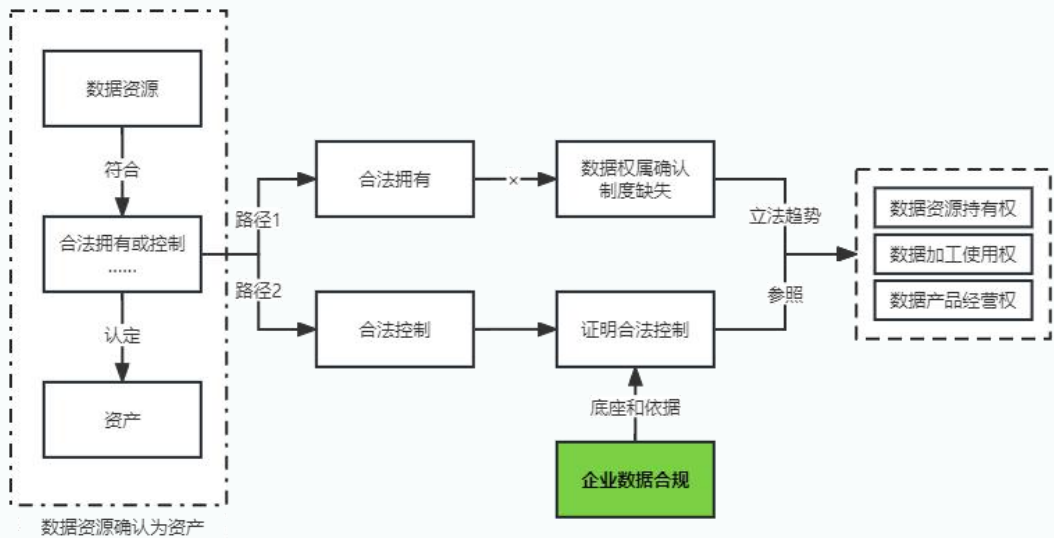 数据资源
符合
合法拥有或控制
……
认定
资产
数据资源确认为资产
路径1
路径2
合法拥有
×
数据权属确认
制度缺失
合法控制
证明合法控制
底座和依据
企业数据合规
立法趋势
参照
数据资源持有权
数据加工使用权
数据产品经营权